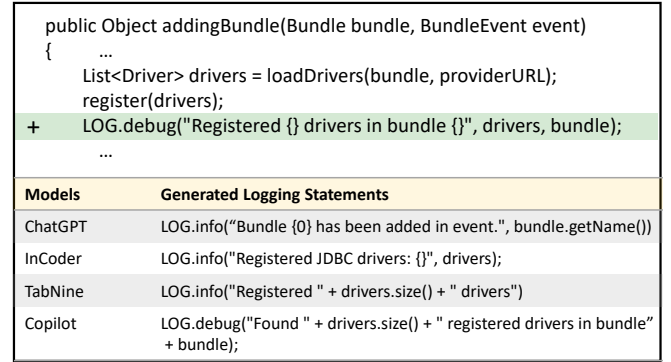 public Object addingBundle(Bundle bundle, BundleEvent event)
{ ...
List<Driver> drivers = loadDrivers(bundle, providerURL);
register(drivers);
+ LOG.debug("Registered {} drivers in bundle {}", drivers, bundle);
...
Models Generated Logging Statements
ChatGPT LOG.info(“Bundle {0} has been added in event.", bundle.getName())
InCoder LOG.info("Registered JDBC drivers: {}", drivers);
TabNine LOG.info("Registered " + drivers.size() + " drivers")
Copilot LOG.debug("Found " + drivers.size() + " registered drivers in bundle”
+ bundle);